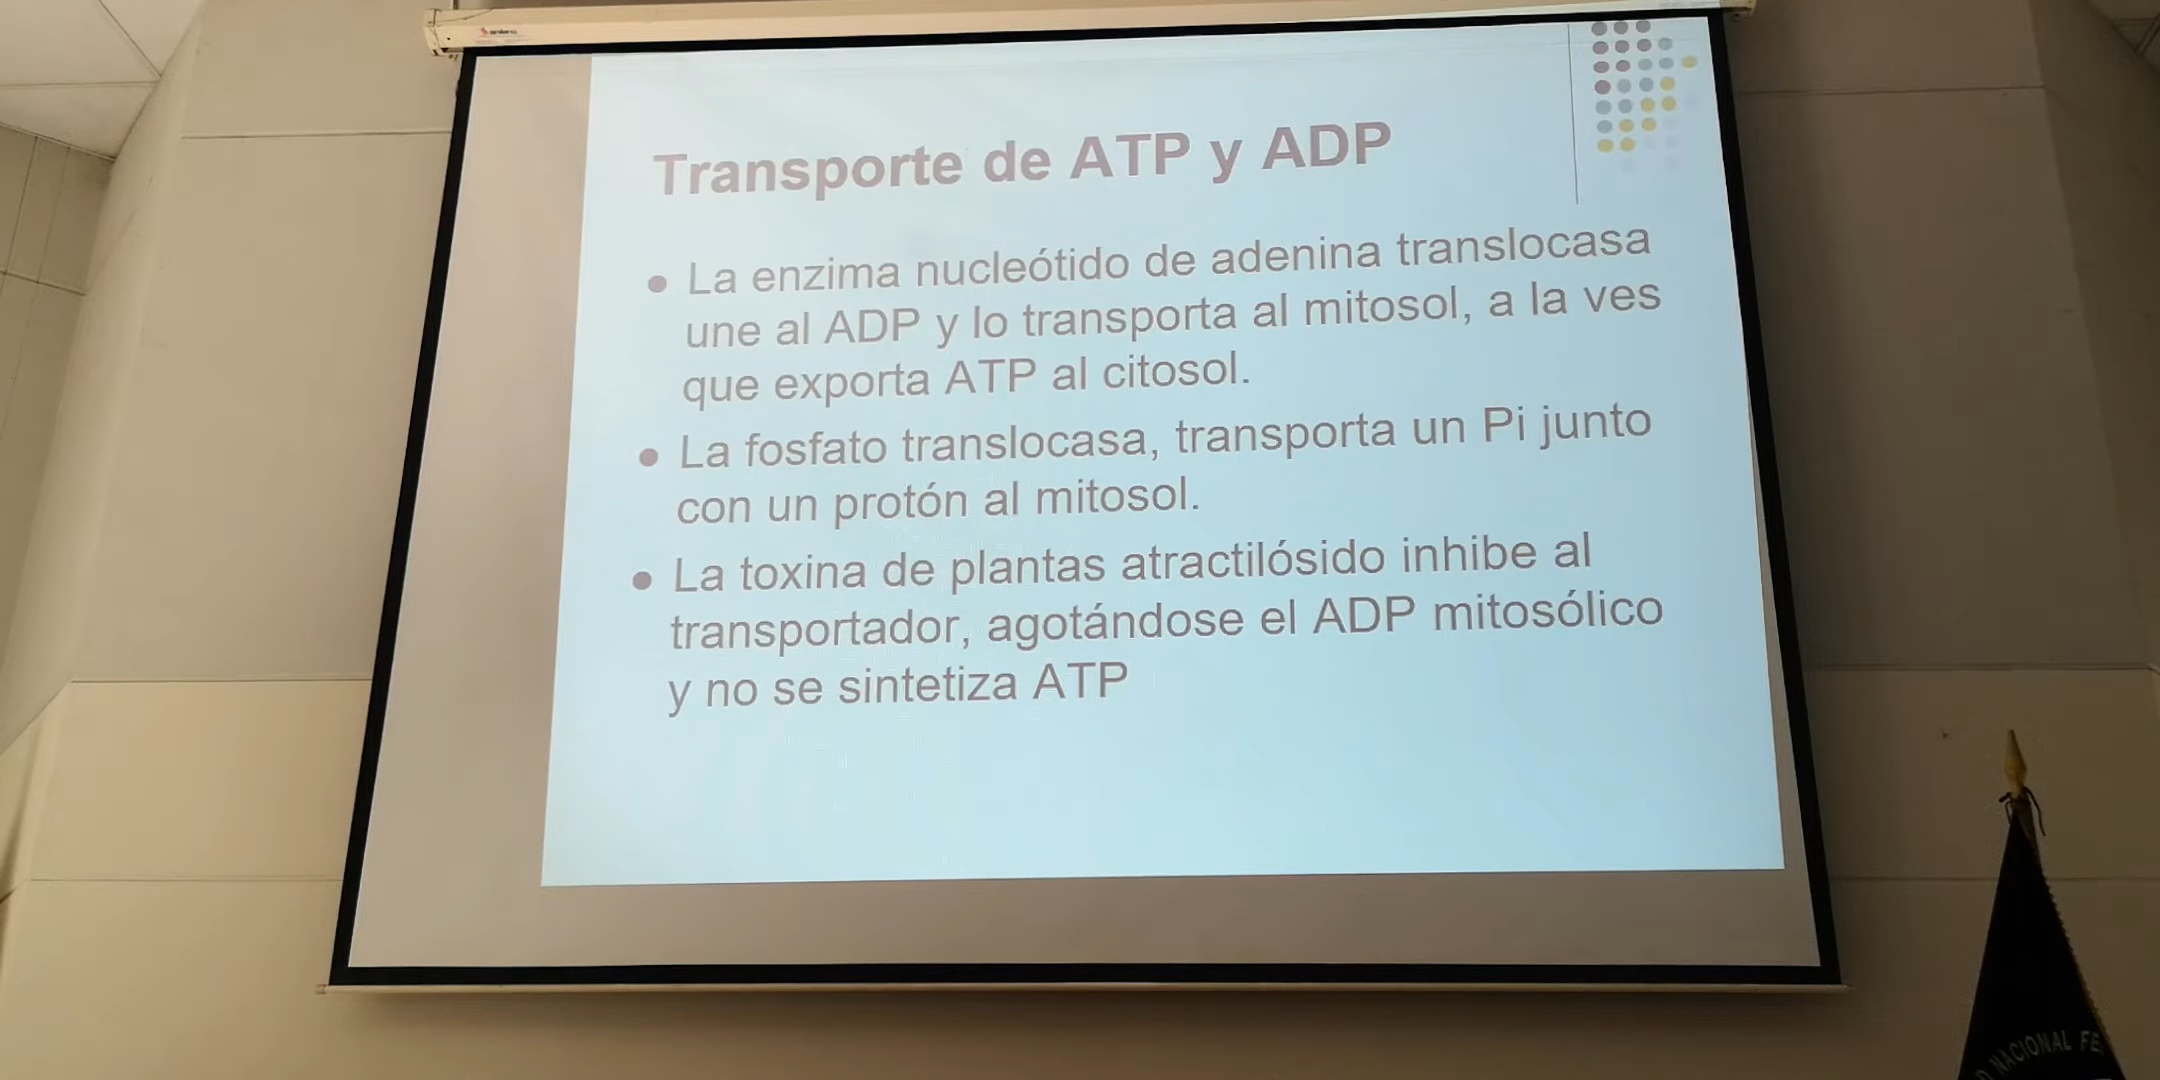 Transporte de ATP y ADP
● La enzima nucleótido de adenina translocasa
une al ADP y lo transporta al mitosol, a la ves
que exporta ATP al citosol.
● La fosfato translocasa, transporta un Pi junto
con un protón al mitosol.
● La toxina de plantas atractilósido inhibe al
transportador, agotándose el ADP mitosólico
y no se sintetiza ATP
NACIONAL